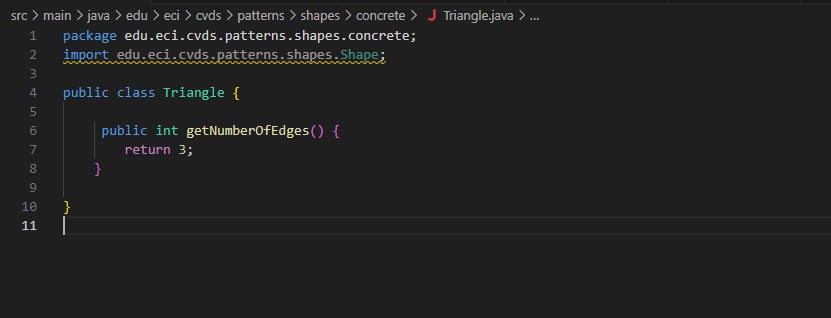 src > main > java > edu > eci > cvds > patterns > shapes > concrete > J Triangle.java > ...
1 package edu.eci.cvds.patterns.shapes.concrete;
2 import edu.eci.cvds.patterns.shapes.Shape;
3
4 public class Triangle {
5
6 public int getNumberOfEdges() {
7 return 3;
8 }
9
10 }
11